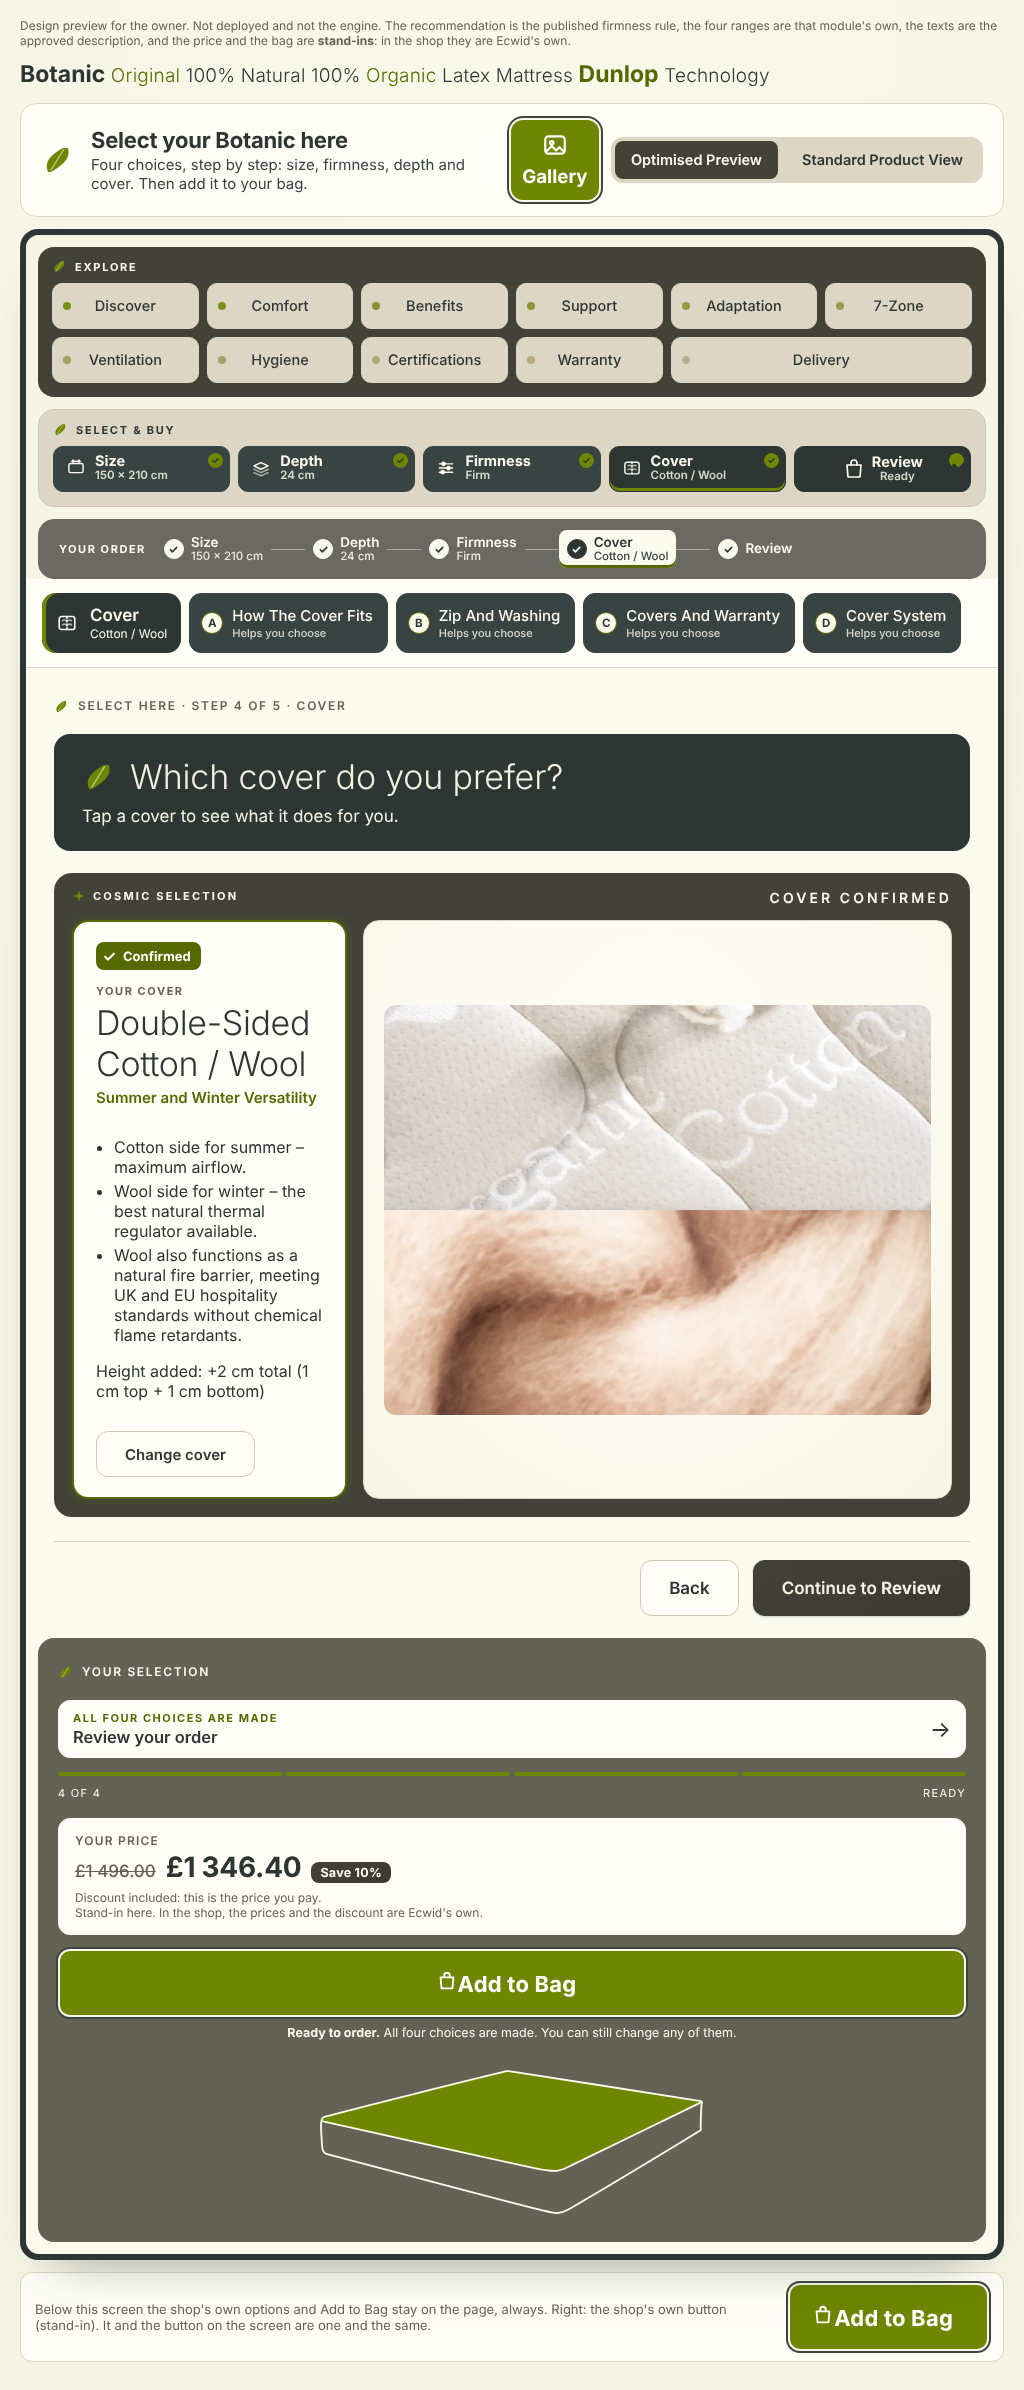 Design preview for the owner. Not deployed and not the engine. The recommendation is the published firmness rule, the four ranges are that module's own, the texts are the
approved description, and the price and the bag are stand-ins: in the shop they are Ecwid's own.
Botanic Original 100% Natural 100% Organic Latex Mattress Dunlop Technology
Select your Botanic here
Four choices, step by step: size, firmness, depth and
cover. Then add it to your bag.
Gallery
Optimised Preview
Standard Product View
EXPLORE
Discover
Comfort
Benefits
Support
Adaptation
7-Zone
Ventilation
Hygiene
Certifications
Warranty
Delivery
SELECT & BUY
Size
150 × 210 cm
Depth
24 cm
Firmness
Firm
Cover
Cotton / Wool
Review
Ready
YOUR ORDER
Size
150 × 210 cm
Depth
24 cm
Firmness
Firm
Cover
Cotton / Wool
Review
Cover
Cotton / Wool
A
How The Cover Fits
Helps you choose
B
Zip And Washing
Helps you choose
C
Covers And Warranty
Helps you choose
D
Cover System
Helps you choose
SELECT HERE · STEP 4 OF 5 · COVER
Which cover do you prefer?
Tap a cover to see what it does for you.
COSMIC SELECTION
COVER CONFIRMED
Confirmed
YOUR COVER
Double-Sided
Cotton / Wool
Summer and Winter Versatility
• Cotton side for summer –
maximum airflow.
• Wool side for winter – the
best natural thermal
regulator available.
• Wool also functions as a
natural fire barrier, meeting
UK and EU hospitality
standards without chemical
flame retardants.
Height added: +2 cm total (1
cm top + 1 cm bottom)
Change cover
rganic Cotton
Back
Continue to Review
YOUR SELECTION
ALL FOUR CHOICES ARE MADE
Review your order
4 OF 4
READY
YOUR PRICE
£1 496.00 £1 346.40 Save 10%
Discount included: this is the price you pay.
Stand-in here. In the shop, the prices and the discount are Ecwid's own.
Add to Bag
Ready to order. All four choices are made. You can still change any of them.
Below this screen the shop's own options and Add to Bag stay on the page, always. Right: the shop's own button
(stand-in). It and the button on the screen are one and the same.
Add to Bag